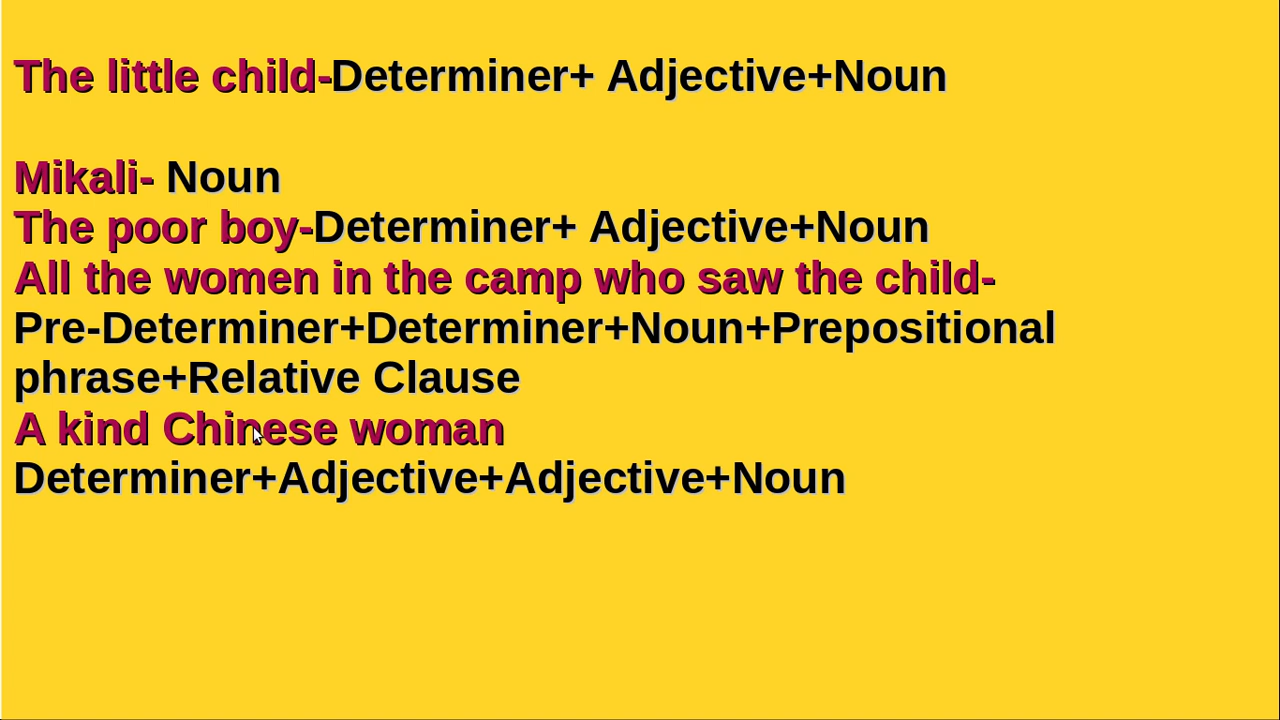 The little child-Determiner+ Adjective+Noun
Mikali- Noun
The poor boy-Determiner+ Adjective+Noun
All the women in the camp who saw the child-
Pre-Determiner+Determiner+Noun+Prepositional
phrase+Relative Clause
A kind Chinese woman
Determiner+Adjective+Adjective+Noun